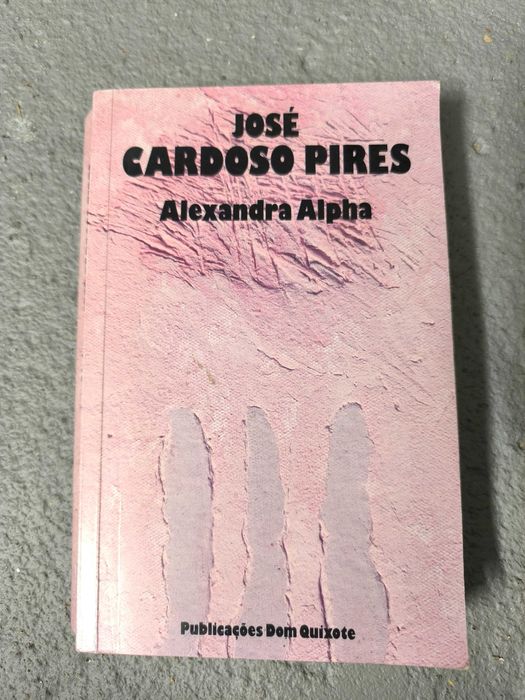 JOSÉ
CARDOSO PIRES
Alexandra Alpha
Publicações Dom Quixote